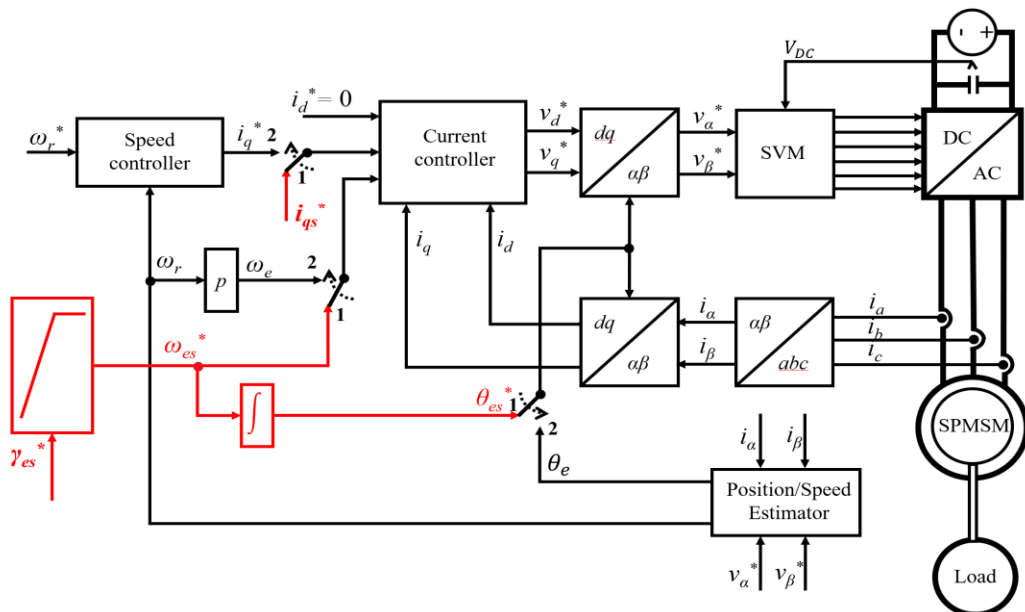 - +
V_DC
i_d* = 0
ω_r*
Speed
controller
i_q*
2
1
i_qs*
Current
controller
v_d*
v_q*
dq
αβ
v_α*
v_β*
SVM
DC
AC
i_q
i_d
ω_r
p
ω_e
2
1
ω_es*
γ_es*
∫
θ_es*
1
2
θ_e
dq
αβ
i_α
i_β
αβ
abc
i_a
i_b
i_c
SPMSM
i_α
i_β
Position/Speed
Estimator
v_α*
v_β*
Load